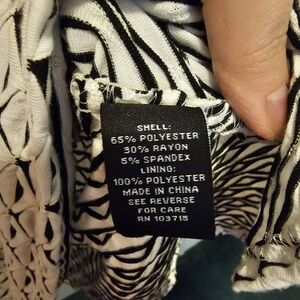 SHELL:
65% POLYESTER
30% RAYON
5% SPANDEX
LINING:
100% POLYESTER
MADE IN CHINA
SEE REVERSE
FOR CARE
RN 103715